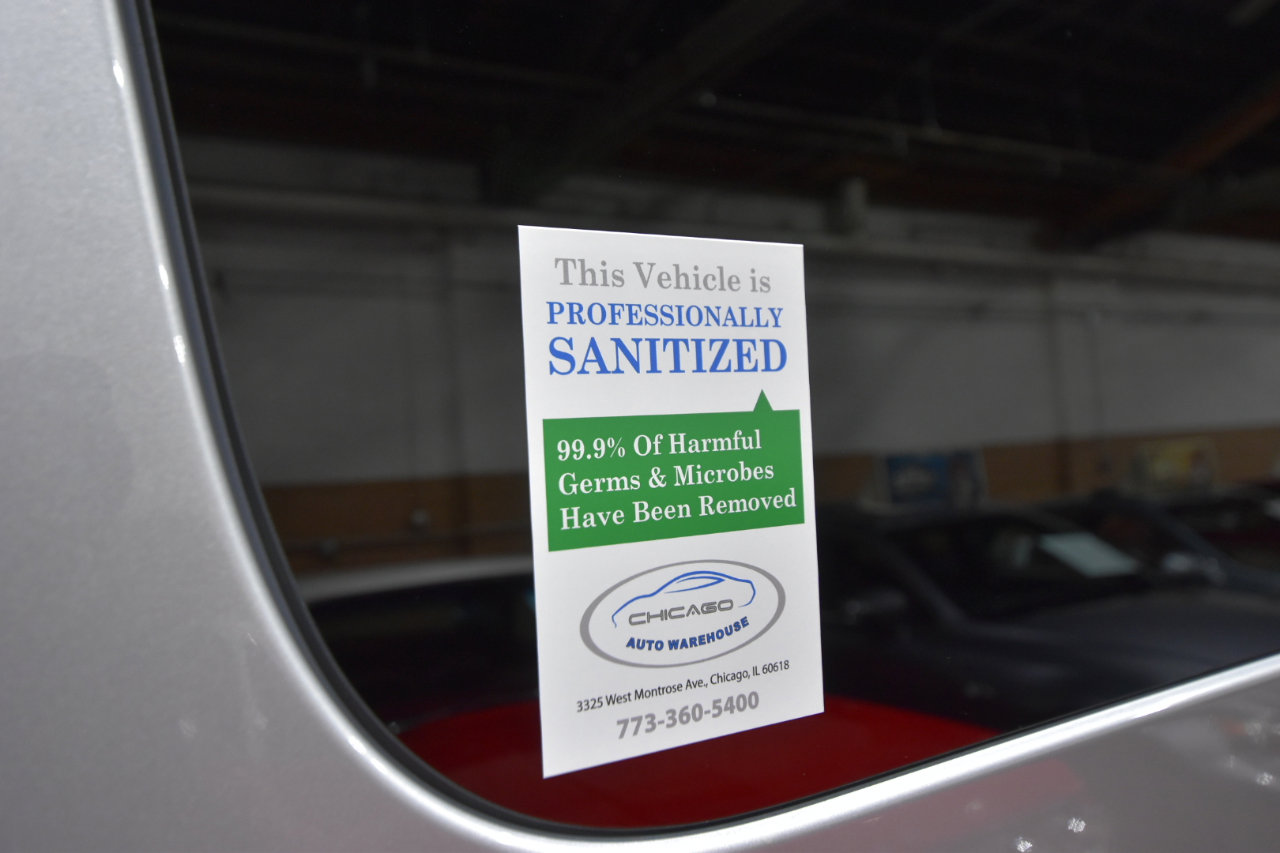 This Vehicle is
PROFESSIONALLY
SANITIZED
99.9% Of Harmful
Germs & Microbes
Have Been Removed
CHICAGO
AUTO WAREHOUSE
3325 West Montrose Ave., Chicago, IL 60618
773-360-5400